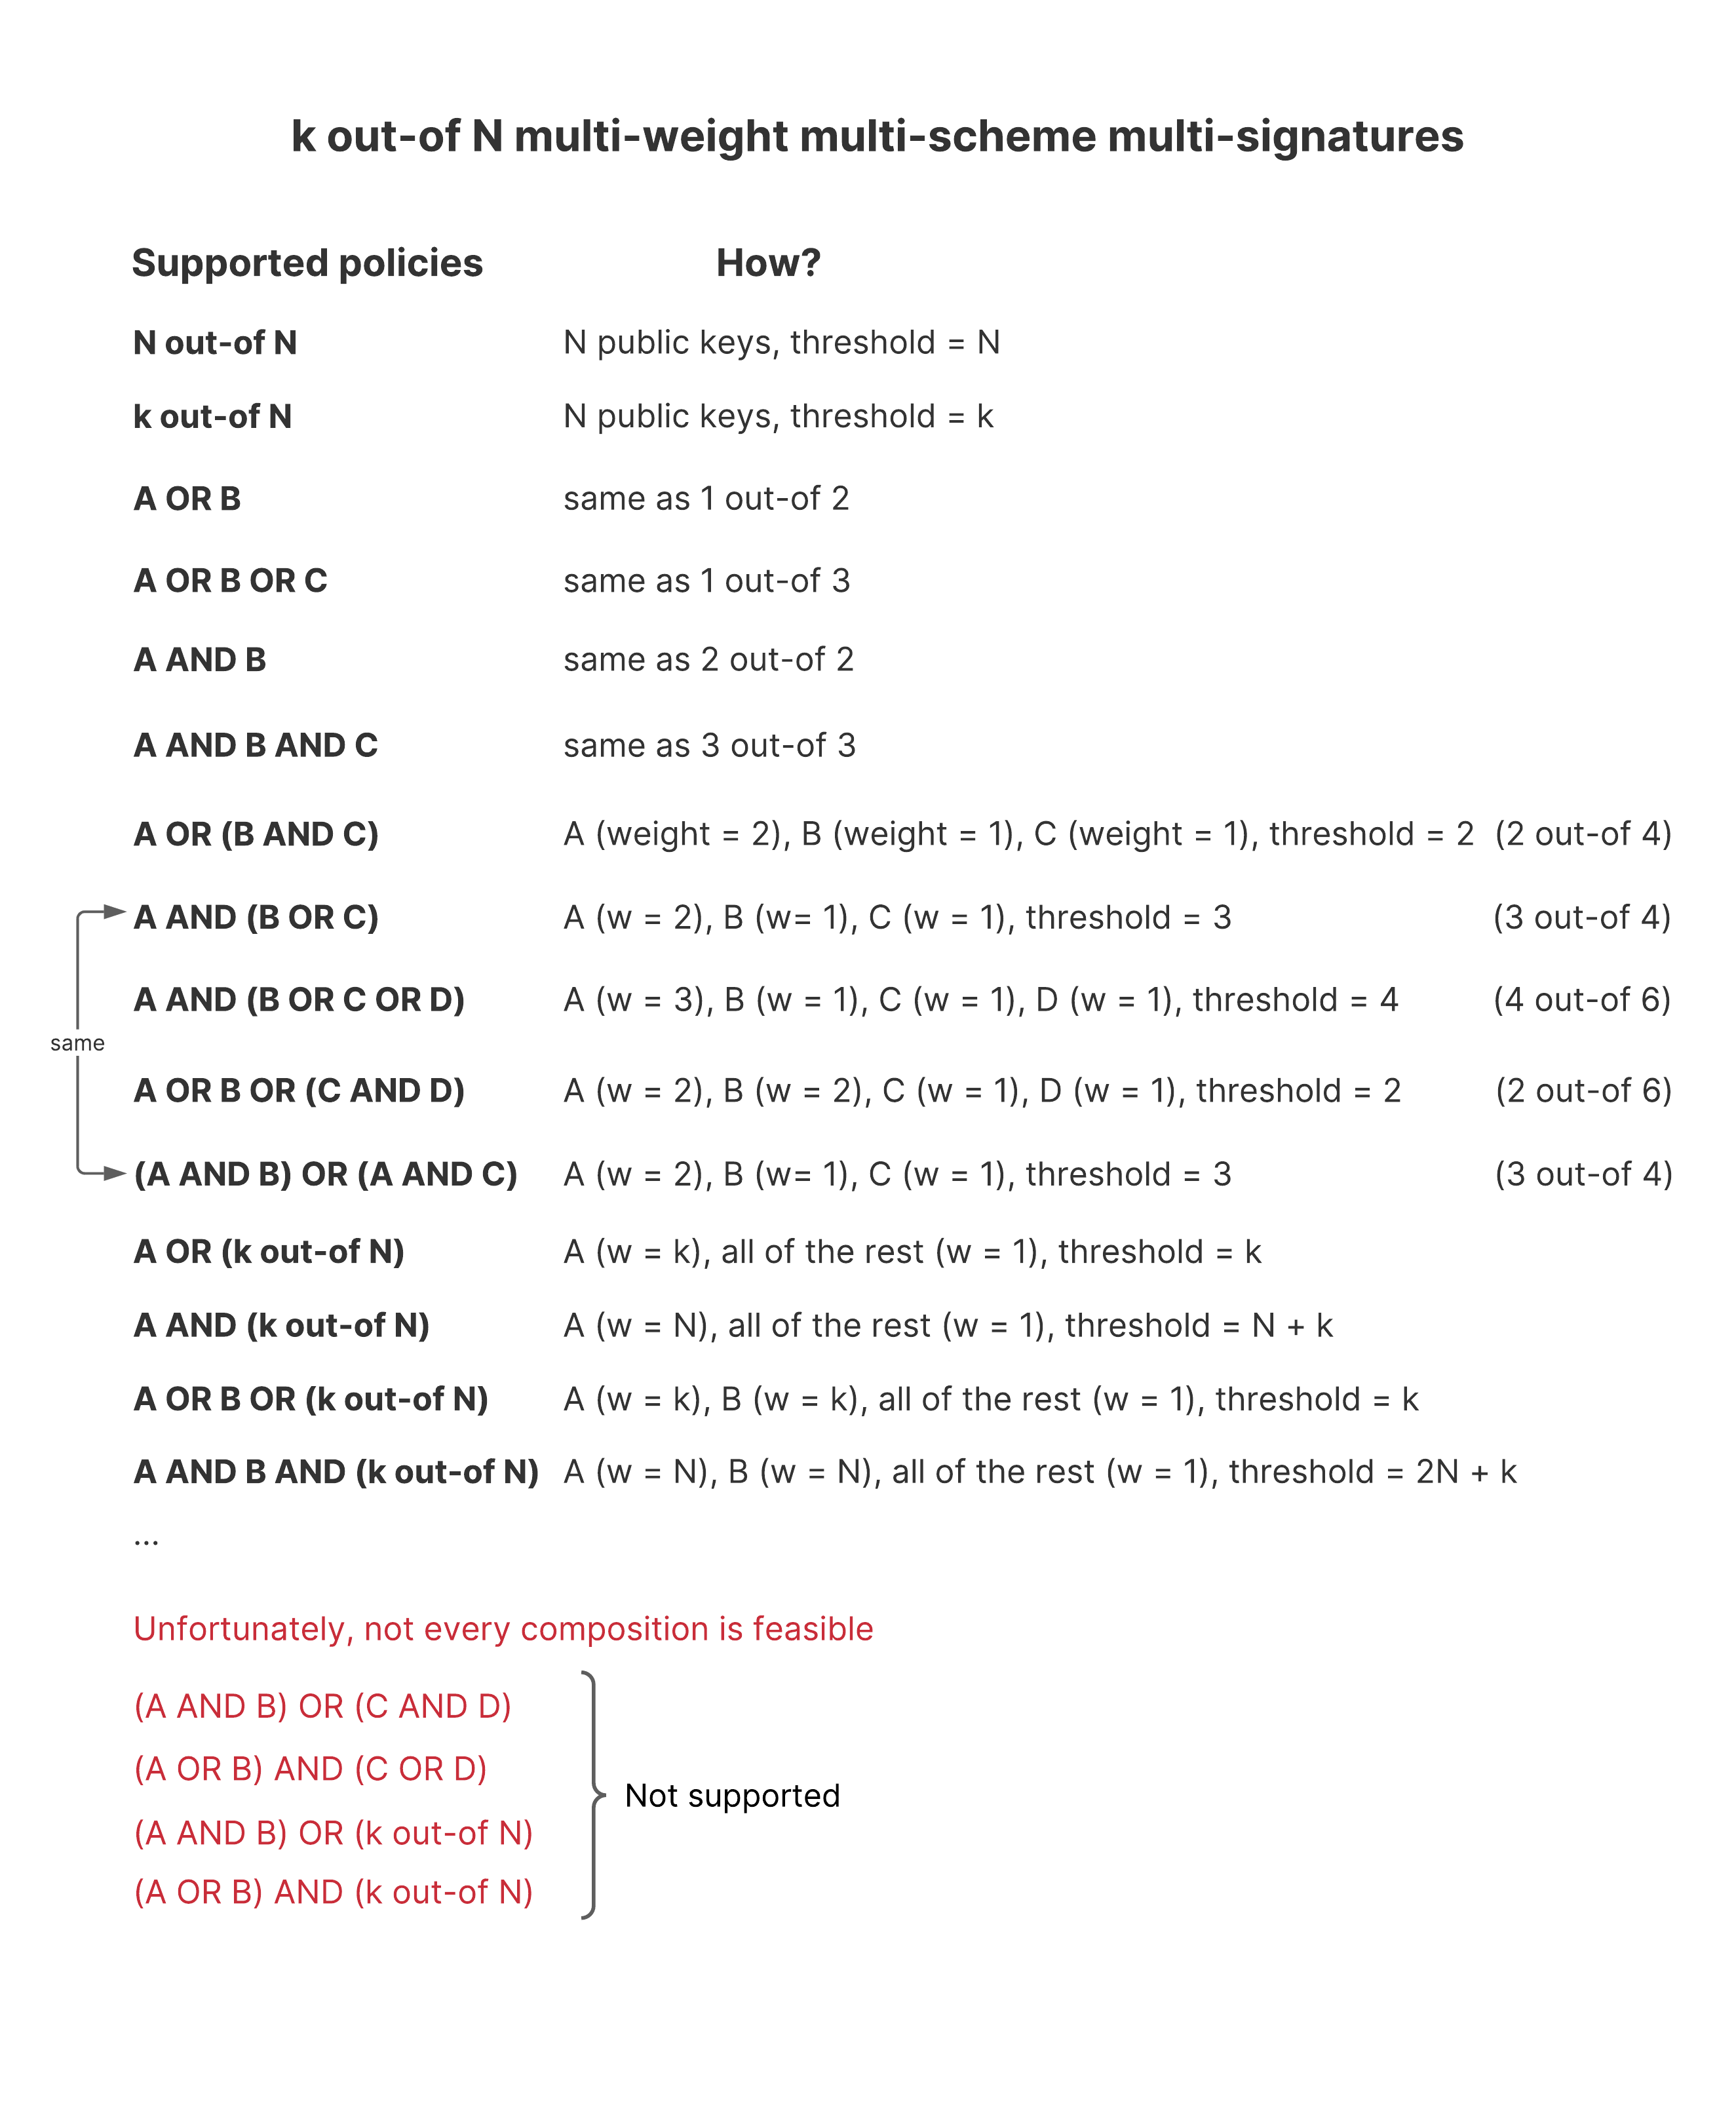 k out-of N multi-weight multi-scheme multi-signatures
Supported policies How?
N out-of N N public keys, threshold = N
k out-of N N public keys, threshold = k
A OR B same as 1 out-of 2
A OR B OR C same as 1 out-of 3
A AND B same as 2 out-of 2
A AND B AND C same as 3 out-of 3
A OR (B AND C) A (weight = 2), B (weight = 1), C (weight = 1), threshold = 2 (2 out-of 4)
A AND (B OR C) A (w = 2), B (w= 1), C (w = 1), threshold = 3 (3 out-of 4)
A AND (B OR C OR D) A (w = 3), B (w = 1), C (w = 1), D (w = 1), threshold = 4 (4 out-of 6)
same
A OR B OR (C AND D) A (w = 2), B (w = 2), C (w = 1), D (w = 1), threshold = 2 (2 out-of 6)
(A AND B) OR (A AND C) A (w = 2), B (w= 1), C (w = 1), threshold = 3 (3 out-of 4)
A OR (k out-of N) A (w = k), all of the rest (w = 1), threshold = k
A AND (k out-of N) A (w = N), all of the rest (w = 1), threshold = N + k
A OR B OR (k out-of N) A (w = k), B (w = k), all of the rest (w = 1), threshold = k
A AND B AND (k out-of N) A (w = N), B (w = N), all of the rest (w = 1), threshold = 2N + k
...
Unfortunately, not every composition is feasible
(A AND B) OR (C AND D)
(A OR B) AND (C OR D)
Not supported
(A AND B) OR (k out-of N)
(A OR B) AND (k out-of N)